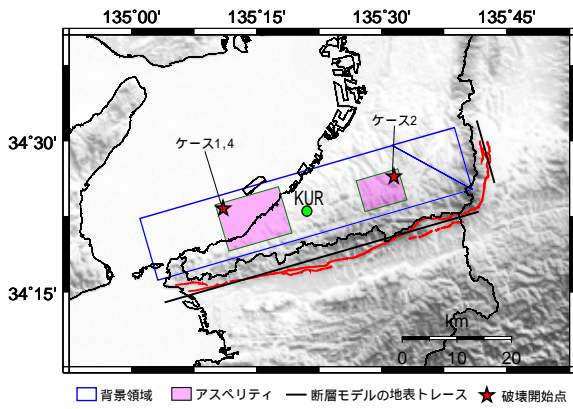 135°00' 135°15' 135°30' 135°45'
34°30'
ケース2
ケース1,4
KUR
34°15'
km
0 10 20
背景領域 アスペリティ 断層モデルの地表トレース 破壊開始点